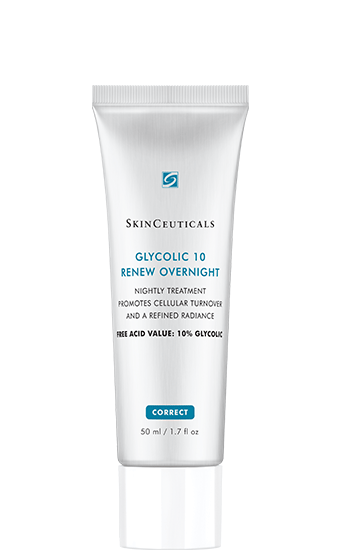 SKINCEUTICALS
GLYCOLIC 10
RENEW OVERNIGHT
NIGHTLY TREATMENT
PROMOTES CELLULAR TURNOVER
AND A REFINED RADIANCE
FREE ACID VALUE: 10% GLYCOLIC
CORRECT
50 ml / 1.7 fl oz